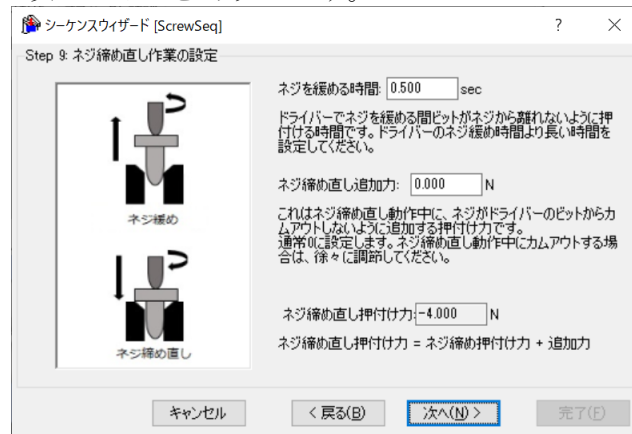 シーケンスウィザード [ScrewSeq]
Step 9: ネジ締め直し作業の設定
ネジを緩める時間: 0.500 sec
ドライバーでネジを緩める間ビットがネジから離れないように押
付ける時間です。ドライバーのネジ緩め時間より長い時間を
設定してください。
ネジ締め直し追加力: 0.000 N
これはネジ締め直し動作中に、ネジがドライバーのビットからカ
ムアウトしないように追加する押付け力です。
通常0に設定します。ネジ締め直し動作中にカムアウトする場
合は、徐々に調節してください。
ネジ締め直し押付け力: -4.000 N
ネジ締め直し押付け力 = ネジ締め押付け力 + 追加力
ネジ緩め
ネジ締め直し
キャンセル
< 戻る(B)
次へ(N) >
完了(F)